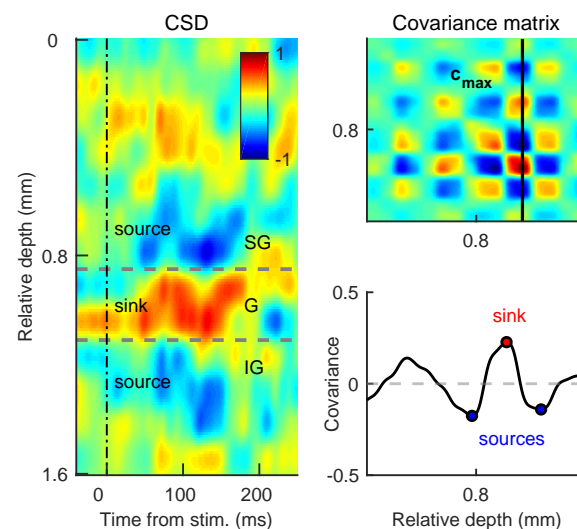 CSD
0
1
-1
source
SG
0.8
sink
G
source
IG
1.6
0
100
200
Relative depth (mm)
Time from stim. (ms)
Covariance matrix
c_max
0.8
0.8
0.5
sink
0
sources
-0.5
0.8
Covariance
Relative depth (mm)